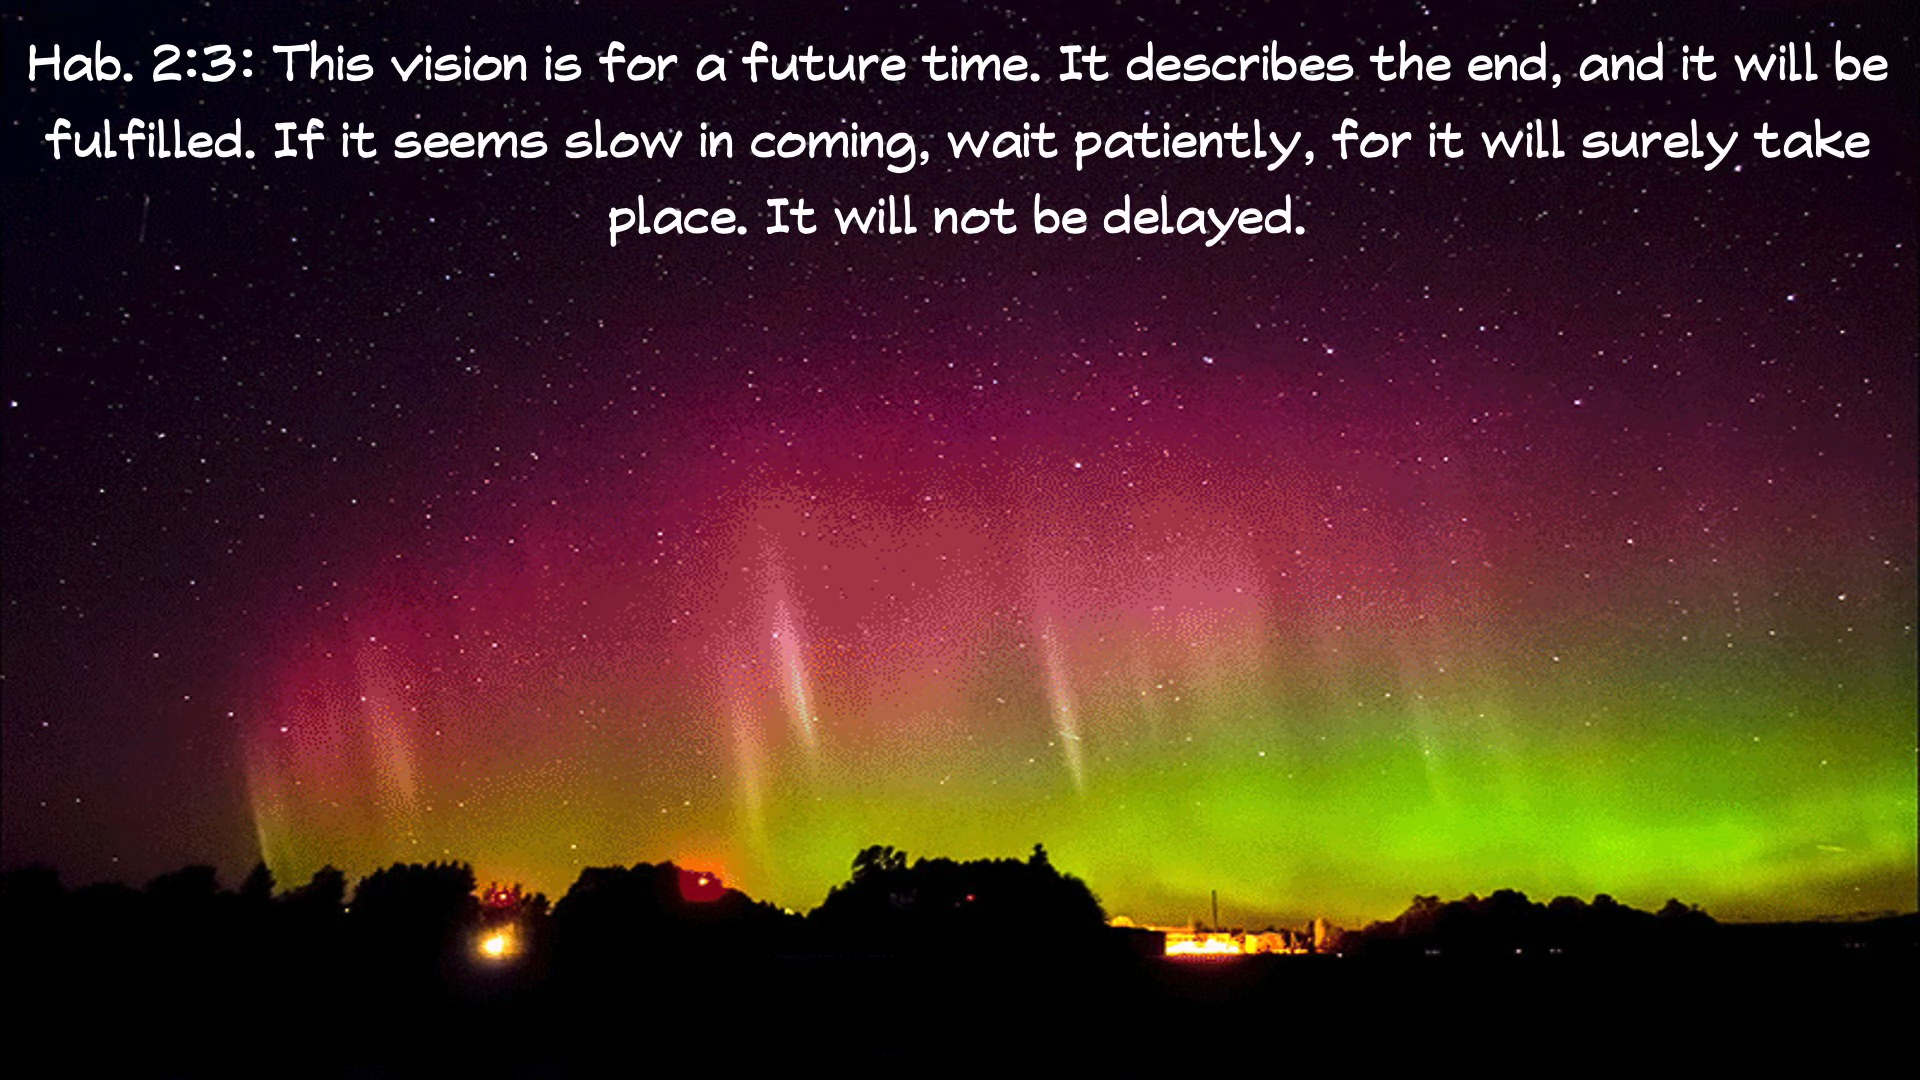 Hab. 2:3: This vision is for a future time. It describes the end, and it will be
fulfilled. If it seems slow in coming, wait patiently, for it will surely take
place. It will not be delayed.